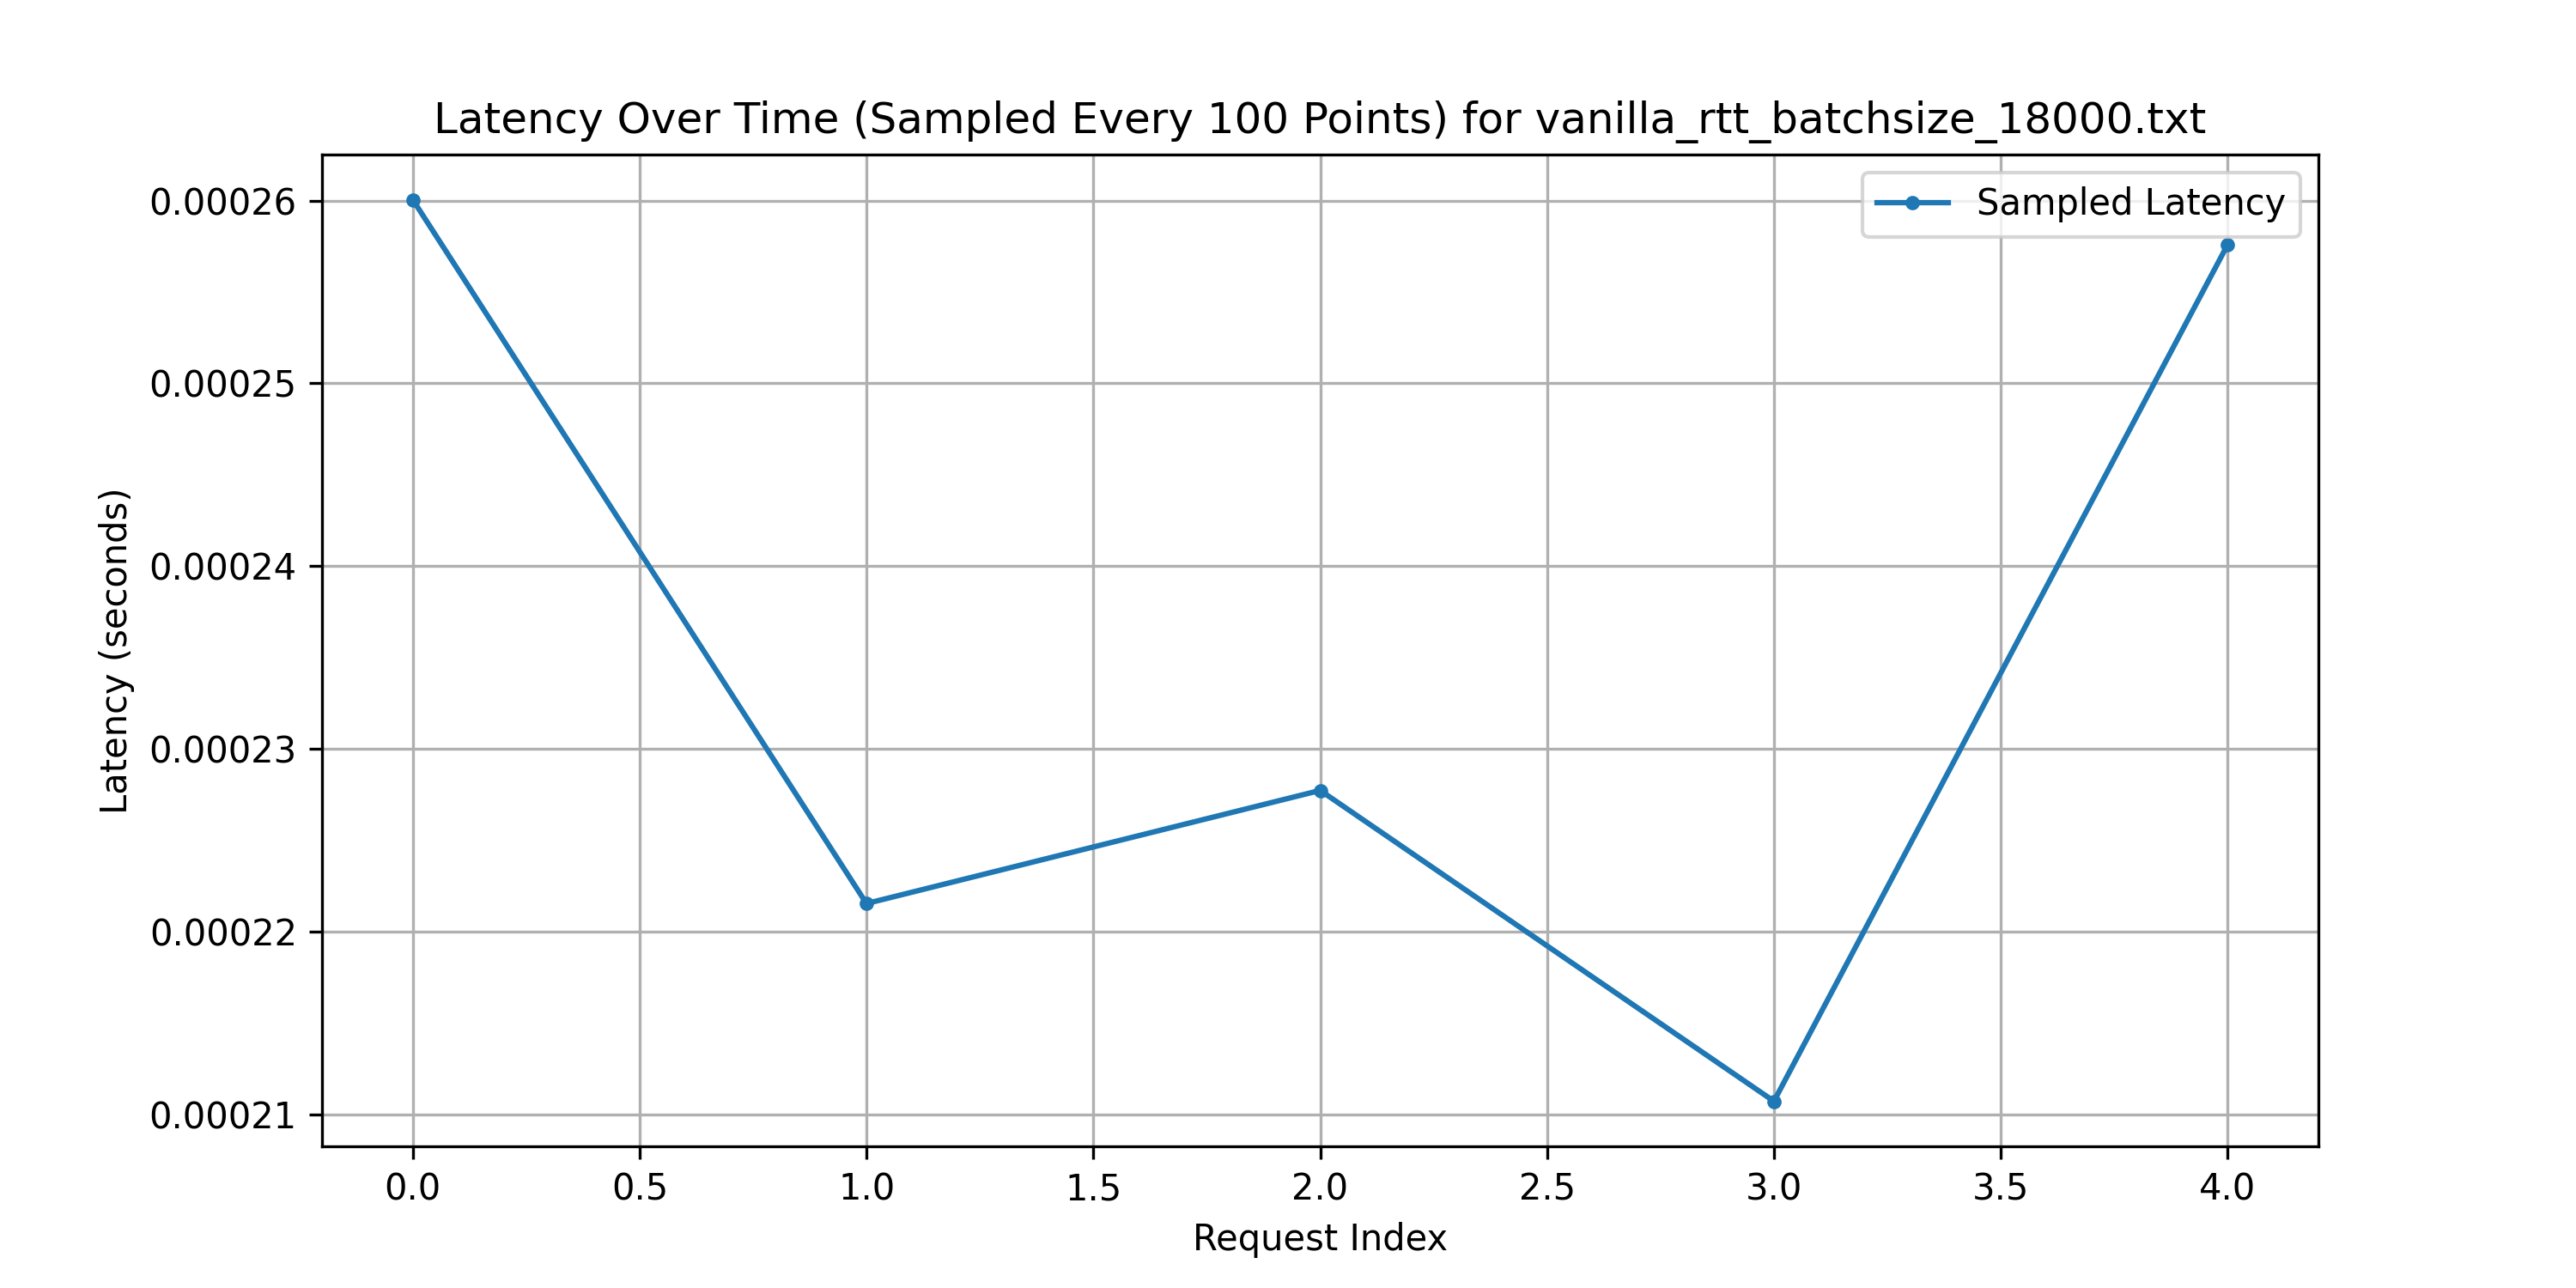 Latency Over Time (Sampled Every 100 Points) for vanilla_rtt_batchsize_18000.txt
Sampled Latency
0.00026
0.00025
0.00024
0.00023
0.00022
0.00021
Latency (seconds)
0.0 0.5 1.0 1.5 2.0 2.5 3.0 3.5 4.0
Request Index